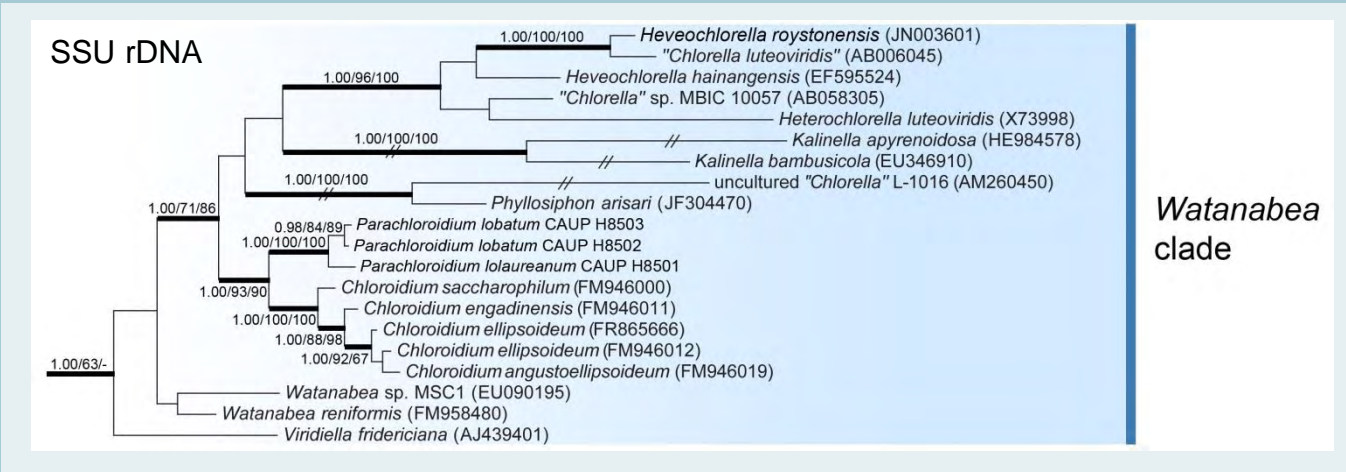 SSU rDNA
1.00/100/100
Heveochlorella roystonensis (JN003601)
"Chlorella luteoviridis" (AB006045)
1.00/96/100
Heveochlorella hainangensis (EF595524)
"Chlorella" sp. MBIC 10057 (AB058305)
Heterochlorella luteoviridis (X73998)
1.00/100/100
Kalinella apyrenoidosa (HE984578)
Kalinella bambusicola (EU346910)
1.00/100/100
uncultured "Chlorella" L-1016 (AM260450)
Phyllosiphon arisari (JF304470)
1.00/71/86
0.98/84/89
Parachloroidium lobatum CAUP H8503
1.00/100/100
Parachloroidium lobatum CAUP H8502
Parachloroidium lolaureanum CAUP H8501
1.00/93/90
Chloroidium saccharophilum (FM946000)
Chloroidium engadinensis (FM946011)
1.00/100/100
Chloroidium ellipsoideum (FR865666)
1.00/88/98
Chloroidium ellipsoideum (FM946012)
1.00/92/67
Chloroidium angustoellipsoideum (FM946019)
1.00/63/-
Watanabea sp. MSC1 (EU090195)
Watanabea reniformis (FM958480)
Viridiella fridericiana (AJ439401)
Watanabea
clade